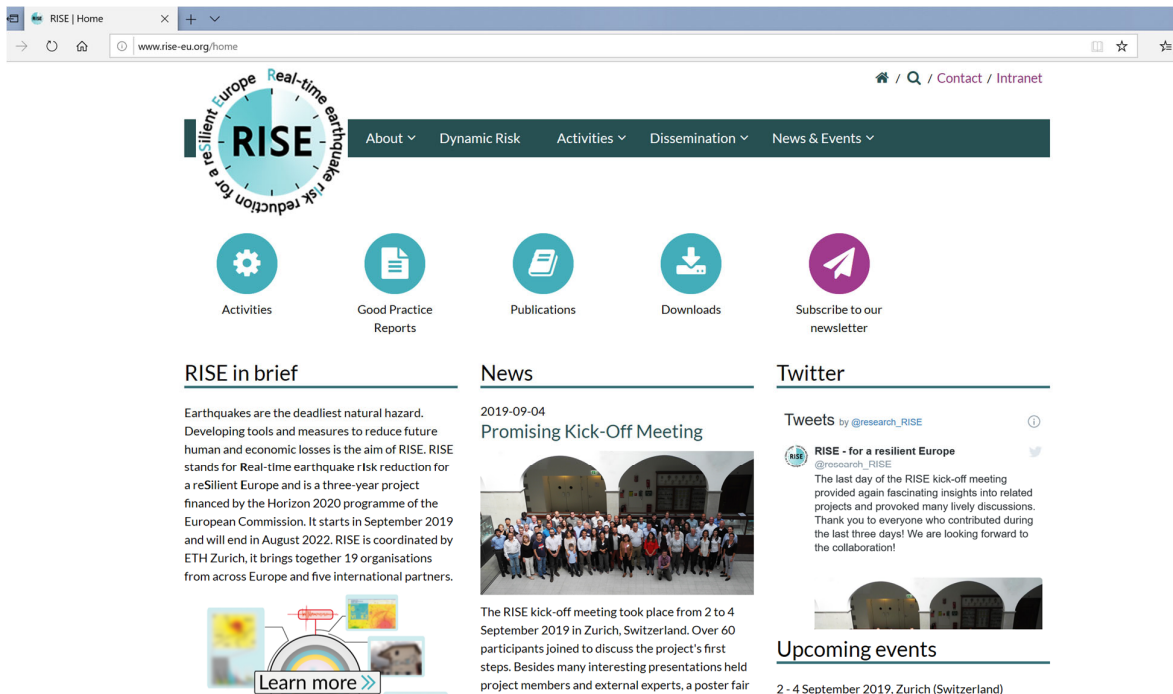 RISE | Home
www.rise-eu.org/home
RISE
Real-time earthquake risk reduction for a reSilient Europe
/ / Contact / Intranet
About
Dynamic Risk
Activities
Dissemination
News & Events
Activities
Good Practice
Reports
Publications
Downloads
Subscribe to our
newsletter
RISE in brief
Earthquakes are the deadliest natural hazard.
Developing tools and measures to reduce future
human and economic losses is the aim of RISE. RISE
stands for Real-time earthquake rIsk reduction for
a reSilient Europe and is a three-year project
financed by the Horizon 2020 programme of the
European Commission. It starts in September 2019
and will end in August 2022. RISE is coordinated by
ETH Zurich, it brings together 19 organisations
from across Europe and five international partners.
Learn more
News
2019-09-04
Promising Kick-Off Meeting
The RISE kick-off meeting took place from 2 to 4
September 2019 in Zurich, Switzerland. Over 60
participants joined to discuss the project's first
steps. Besides many interesting presentations held
project members and external experts, a poster fair
Twitter
Tweets by @research_RISE
RISE
RISE - for a resilient Europe
@research_RISE
The last day of the RISE kick-off meeting
provided again fascinating insights into related
projects and provoked many lively discussions.
Thank you to everyone who contributed during
the last three days! We are looking forward to
the collaboration!
Upcoming events
2 - 4 September 2019, Zurich (Switzerland)